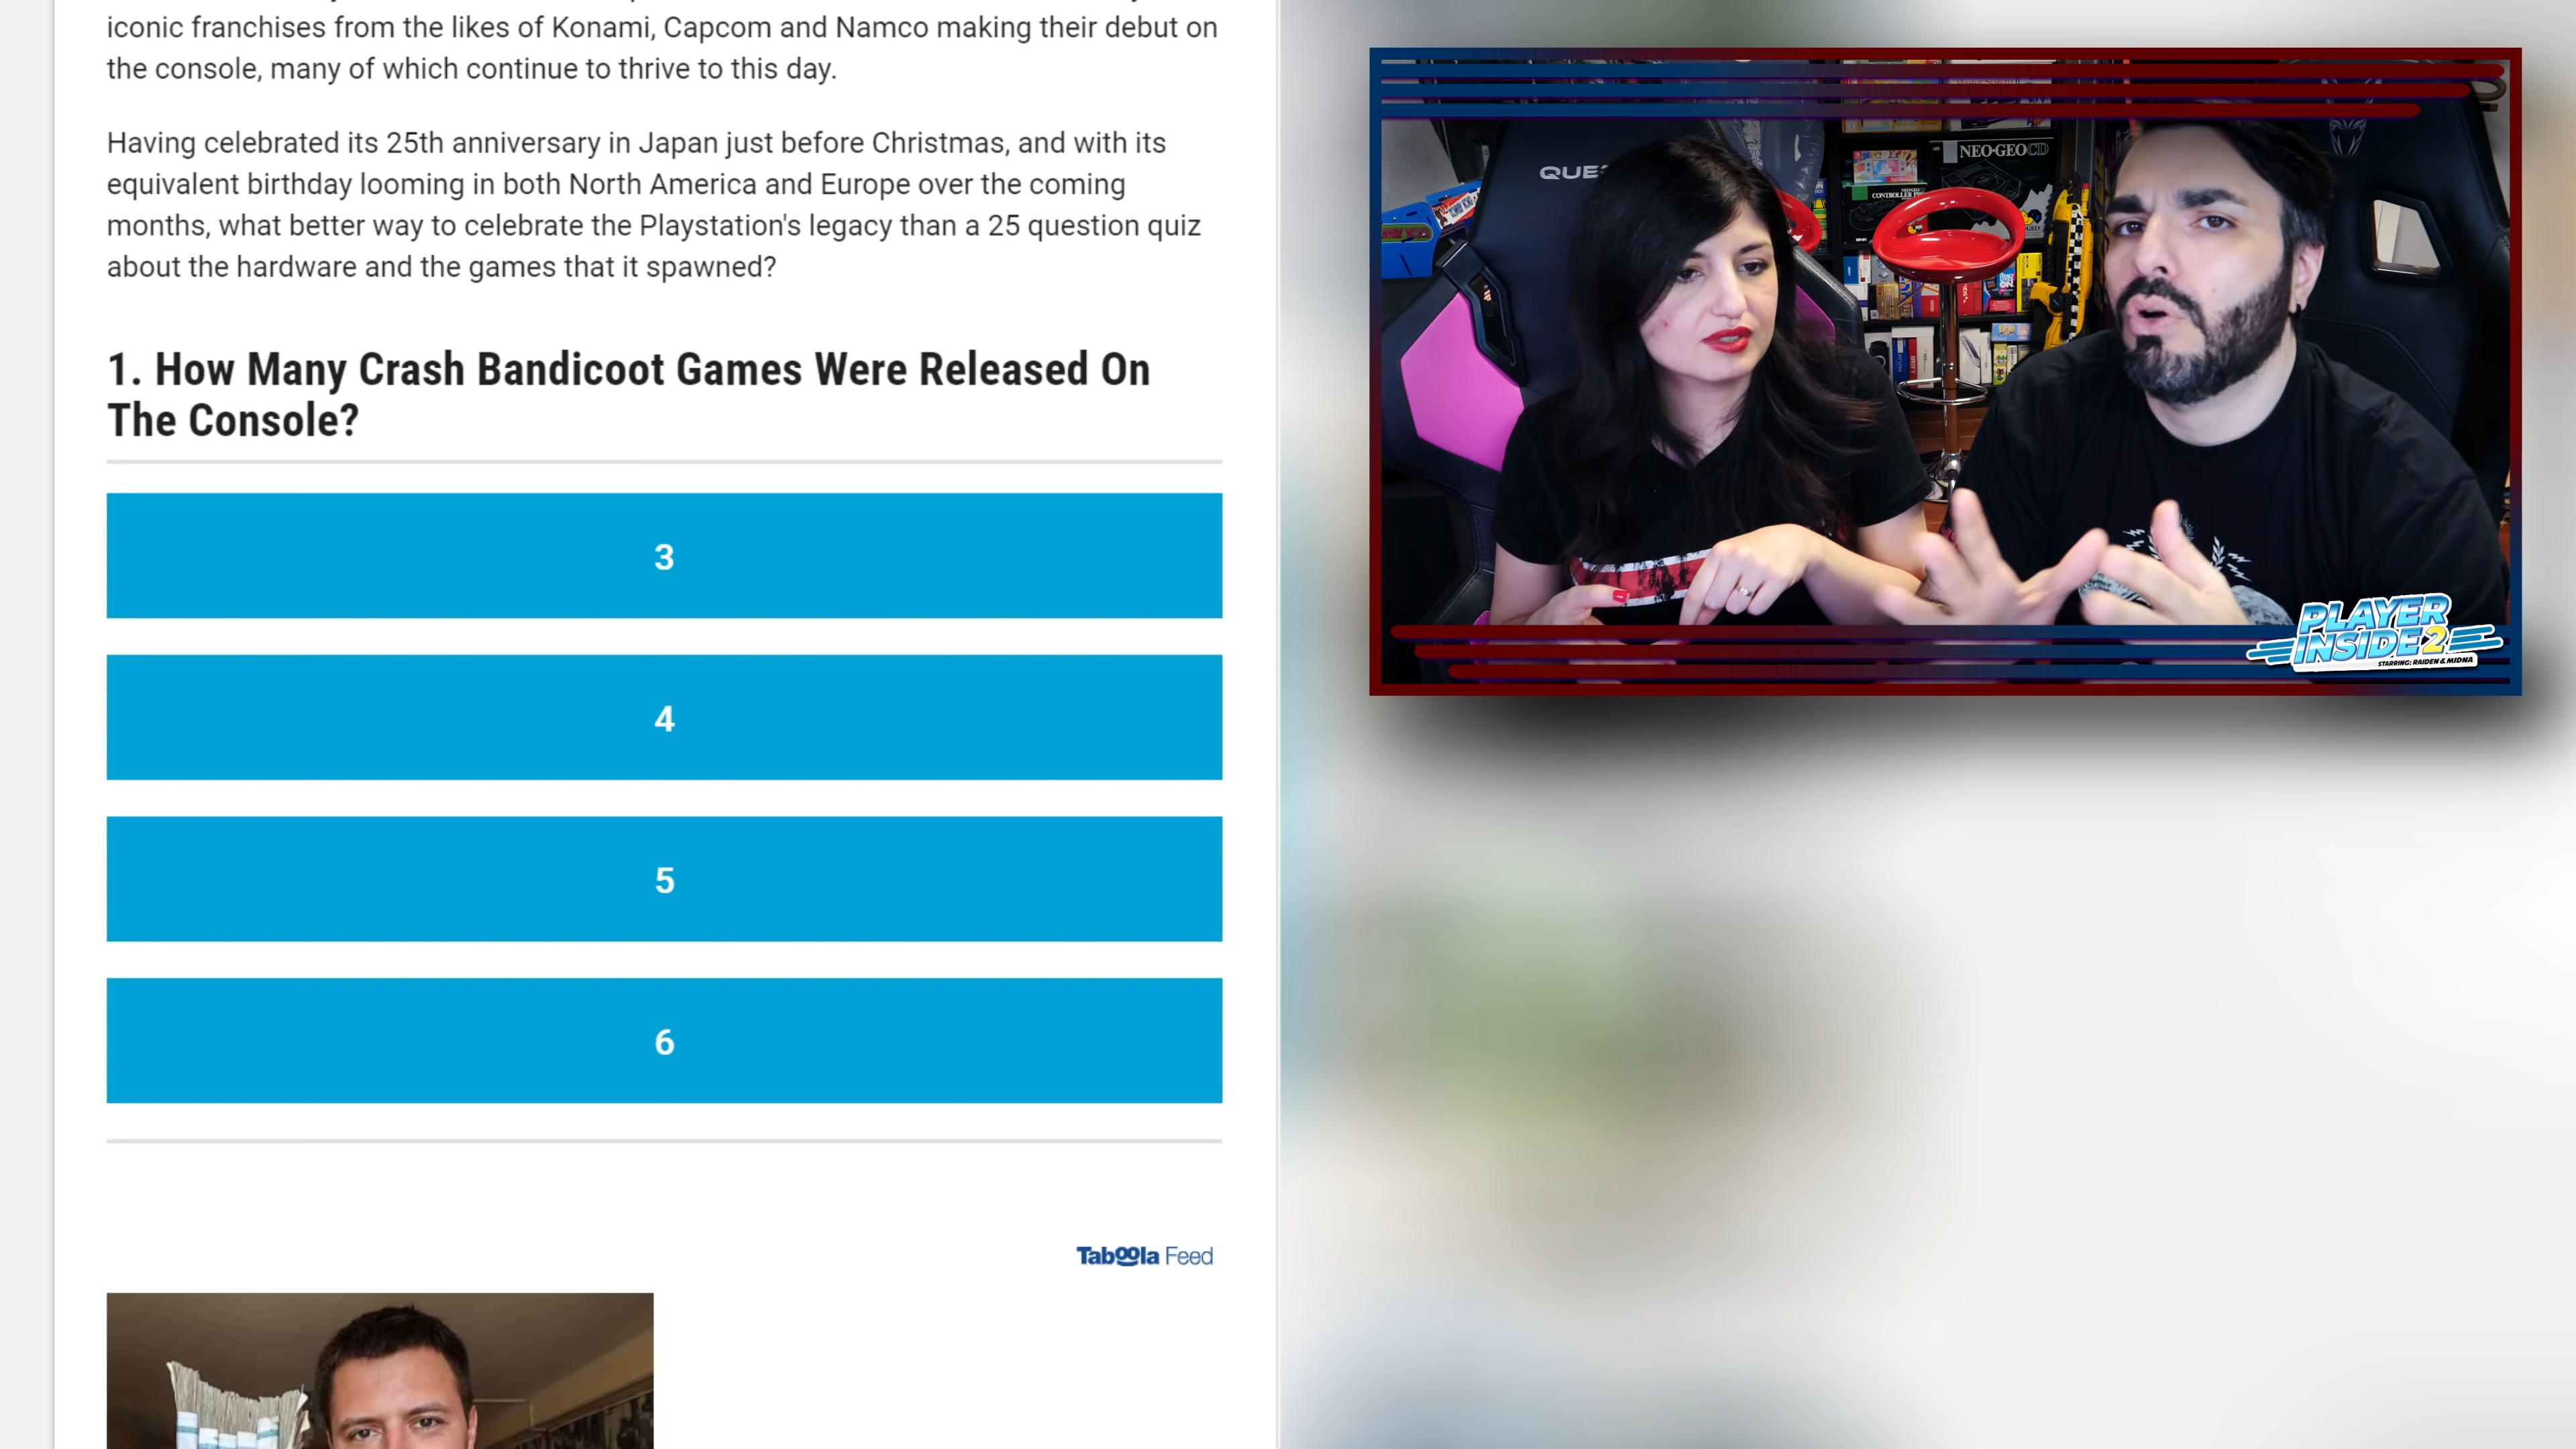 iconic franchises from the likes of Konami, Capcom and Namco making their debut on
the console, many of which continue to thrive to this day.
Having celebrated its 25th anniversary in Japan just before Christmas, and with its
equivalent birthday looming in both North America and Europe over the coming
months, what better way to celebrate the Playstation's legacy than a 25 question quiz
about the hardware and the games that it spawned?
1. How Many Crash Bandicoot Games Were Released On
The Console?
3
4
5
6
Taboola Feed
NEO•GEO CD
PLAYER
INSIDE 2
STARRING: RAIDEN & MIDNA